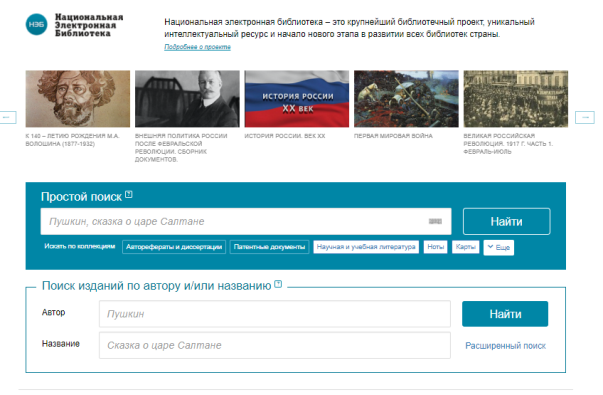 нэб
Национальная
Электронная
Библиотека
Национальная электронная библиотека – это крупнейший библиотечный проект, уникальный
интеллектуальный ресурс и начало нового этапа в развитии всех библиотек страны.
Подробнее о проекте
ИСТОРИЯ РОССИИ
XX ВЕК
К 140 – ЛЕТИЮ РОЖДЕНИЯ М.А.
ВОЛОШИНА (1877-1932)
ВНЕШНЯЯ ПОЛИТИКА РОССИИ
ПОСЛЕ ФЕВРАЛЬСКОЙ
РЕВОЛЮЦИИ. СБОРНИК
ДОКУМЕНТОВ.
ИСТОРИЯ РОССИИ. ВЕК XX
ПЕРВАЯ МИРОВАЯ ВОЙНА
ВЕЛИКАЯ РОССИЙСКАЯ
РЕВОЛЮЦИЯ. 1917 Г. ЧАСТЬ 1.
ФЕВРАЛЬ-ИЮЛЬ
Простой поиск ?
Пушкин, сказка о царе Салтане
Найти
Искать по коллекциям Авторефераты и диссертации Патентные документы Научная и учебная литература Ноты Карты Еще
Поиск изданий по автору и/или названию ?
Автор Пушкин Найти
Название Сказка о царе Салтане Расширенный поиск